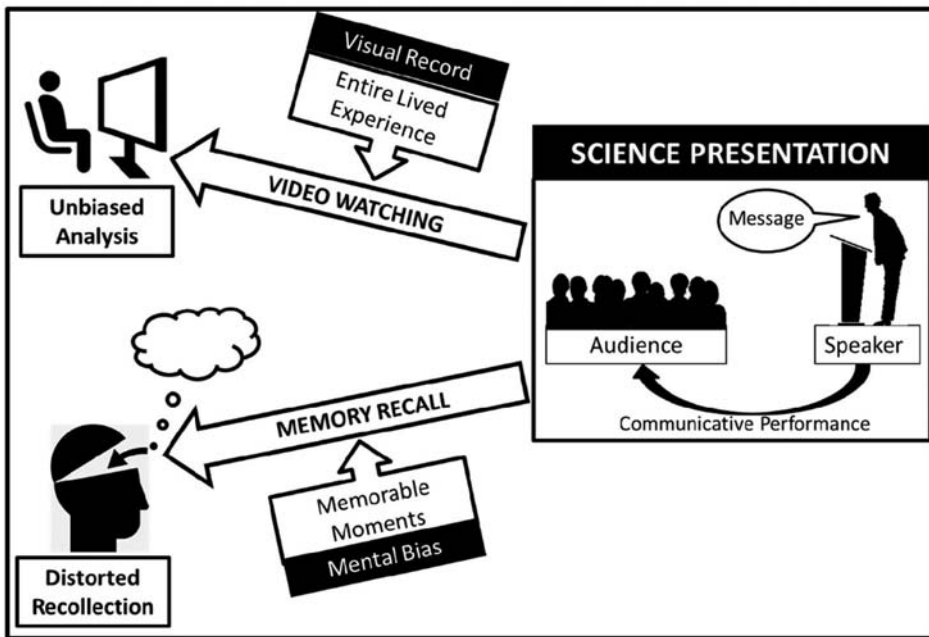 Visual Record
Entire Lived
Experience
VIDEO WATCHING
Unbiased
Analysis
SCIENCE PRESENTATION
Message
Audience
Speaker
Communicative Performance
MEMORY RECALL
Memorable
Moments
Mental Bias
Distorted
Recollection